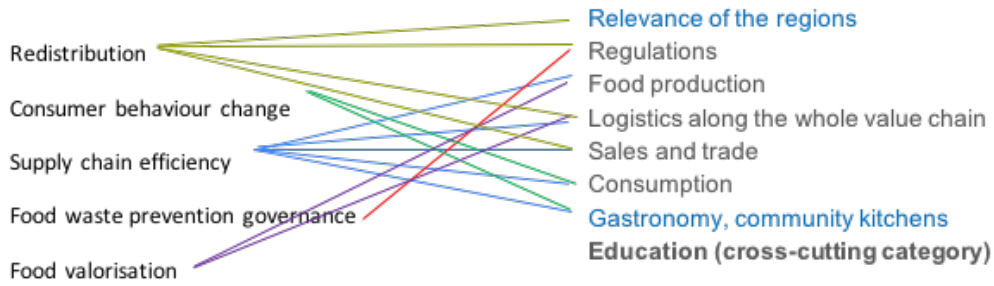 Redistribution
Consumer behaviour change
Supply chain efficiency
Food waste prevention governance
Food valorisation
Relevance of the regions
Regulations
Food production
Logistics along the whole value chain
Sales and trade
Consumption
Gastronomy, community kitchens
Education (cross-cutting category)